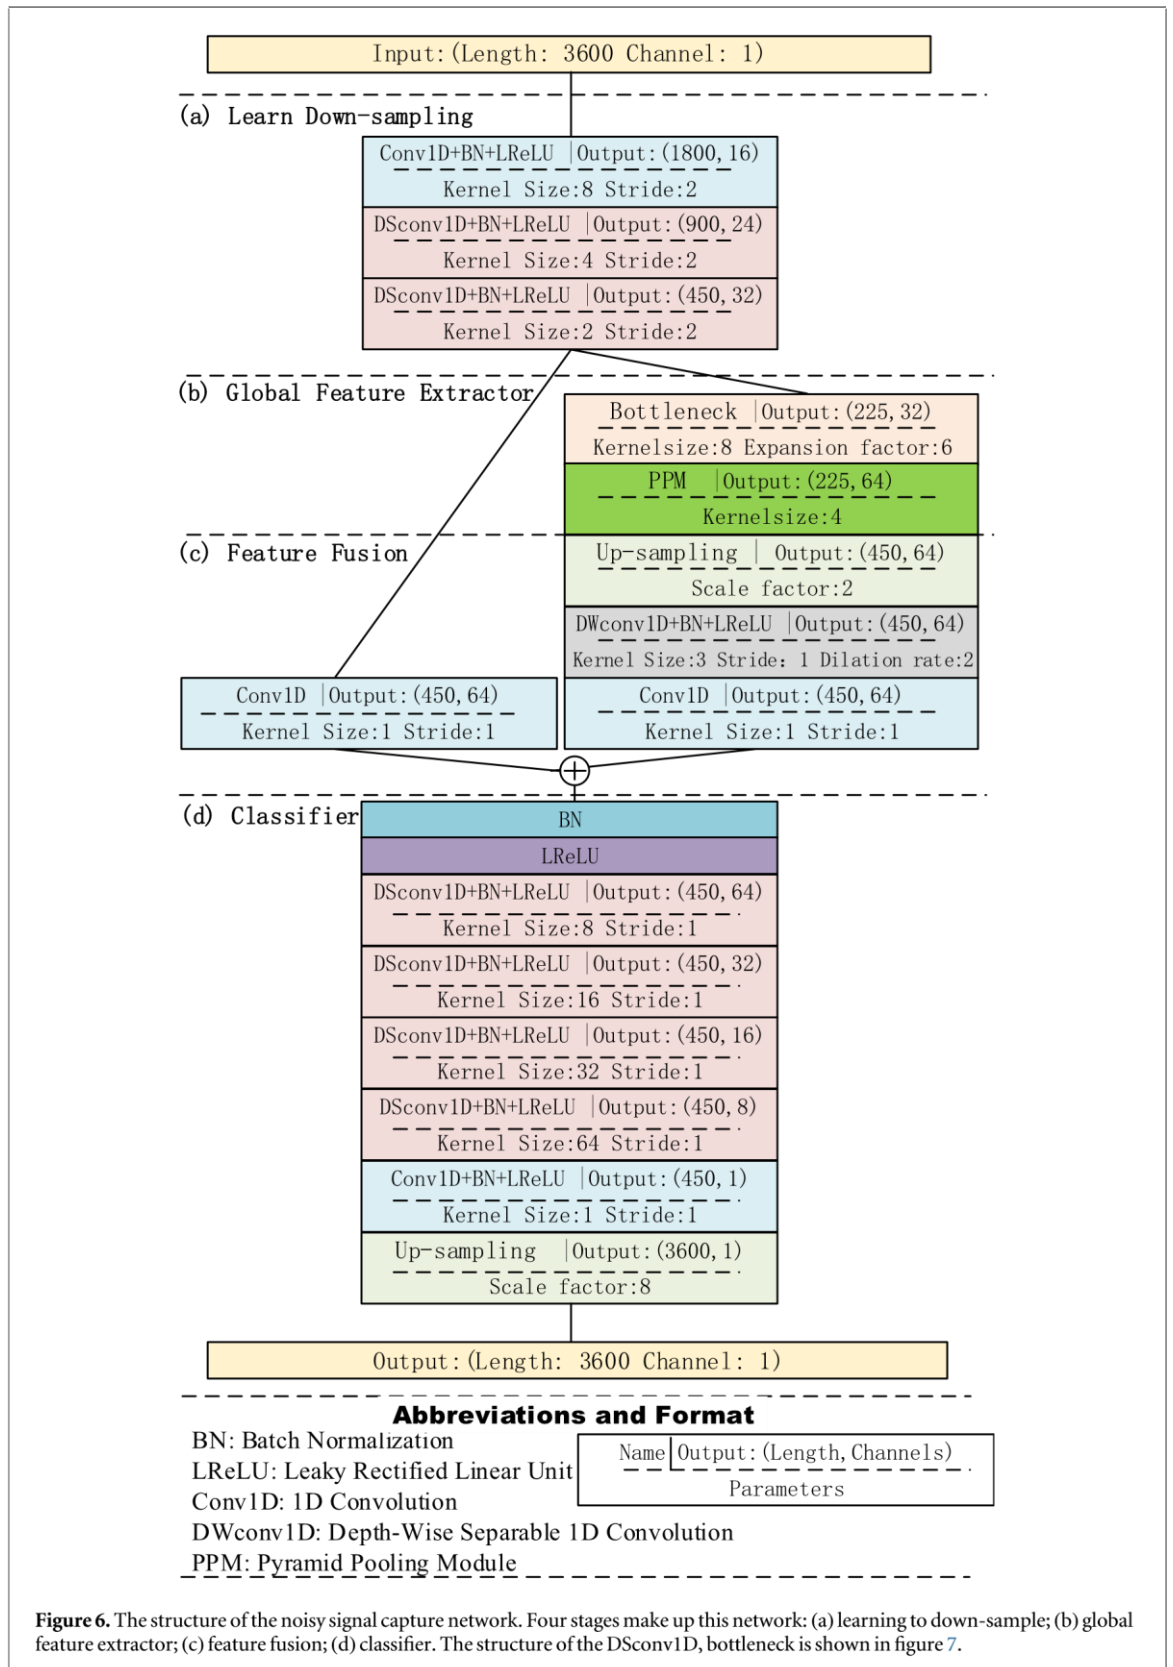 Input:(Length: 3600 Channel: 1)
(a) Learn Down-sampling
Conv1D+BN+LReLU |Output:(1800,16)
Kernel Size:8 Stride:2
DSconv1D+BN+LReLU |Output:(900,24)
Kernel Size:4 Stride:2
DSconv1D+BN+LReLU |Output:(450,32)
Kernel Size:2 Stride:2
(b) Global Feature Extractor
Bottleneck |Output:(225,32)
Kernelsize:8 Expansion factor:6
PPM |Output:(225,64)
Kernelsize:4
(c) Feature Fusion
Up-sampling | Output:(450,64)
Scale factor:2
DWconv1D+BN+LReLU |Output:(450,64)
Kernel Size:3 Stride: 1 Dilation rate:2
Conv1D |Output:(450,64)
Kernel Size:1 Stride:1
Conv1D |Output:(450,64)
Kernel Size:1 Stride:1
(d) Classifier
BN
LReLU
DSconv1D+BN+LReLU |Output:(450,64)
Kernel Size:8 Stride:1
DSconv1D+BN+LReLU |Output:(450,32)
Kernel Size:16 Stride:1
DSconv1D+BN+LReLU |Output:(450,16)
Kernel Size:32 Stride:1
DSconv1D+BN+LReLU |Output:(450,8)
Kernel Size:64 Stride:1
Conv1D+BN+LReLU |Output:(450,1)
Kernel Size:1 Stride:1
Up-sampling |Output:(3600,1)
Scale factor:8
Output:(Length: 3600 Channel: 1)
Abbreviations and Format
BN: Batch Normalization
LReLU: Leaky Rectified Linear Unit
Conv1D: 1D Convolution
DWconv1D: Depth-Wise Separable 1D Convolution
PPM: Pyramid Pooling Module
Name|Output:(Length,Channels)
Parameters
Figure 6. The structure of the noisy signal capture network. Four stages make up this network: (a) learning to down-sample; (b) global
feature extractor; (c) feature fusion; (d) classifier. The structure of the DSconv1D, bottleneck is shown in figure 7.